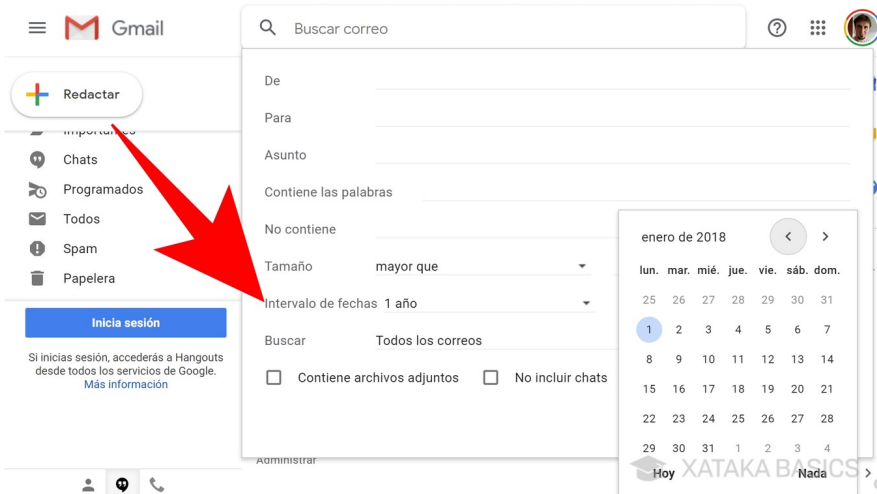 Gmail
Buscar correo
Redactar
Importantes
Chats
Programados
Todos
Spam
Papelera
Inicia sesión
Si inicias sesión, accederás a Hangouts
desde todos los servicios de Google.
Más información
De
Para
Asunto
Contiene las palabras
No contiene
Tamaño mayor que
Intervalo de fechas 1 año
Buscar Todos los correos
Contiene archivos adjuntos No incluir chats
Administrar
enero de 2018
lun. mar. mié. jue. vie. sáb. dom.
25 26 27 28 29 30 31
1 2 3 4 5 6 7
8 9 10 11 12 13 14
15 16 17 18 19 20 21
22 23 24 25 26 27 28
29 30 31 1 2 3 4
Hoy Nada
XATAKA BASICS